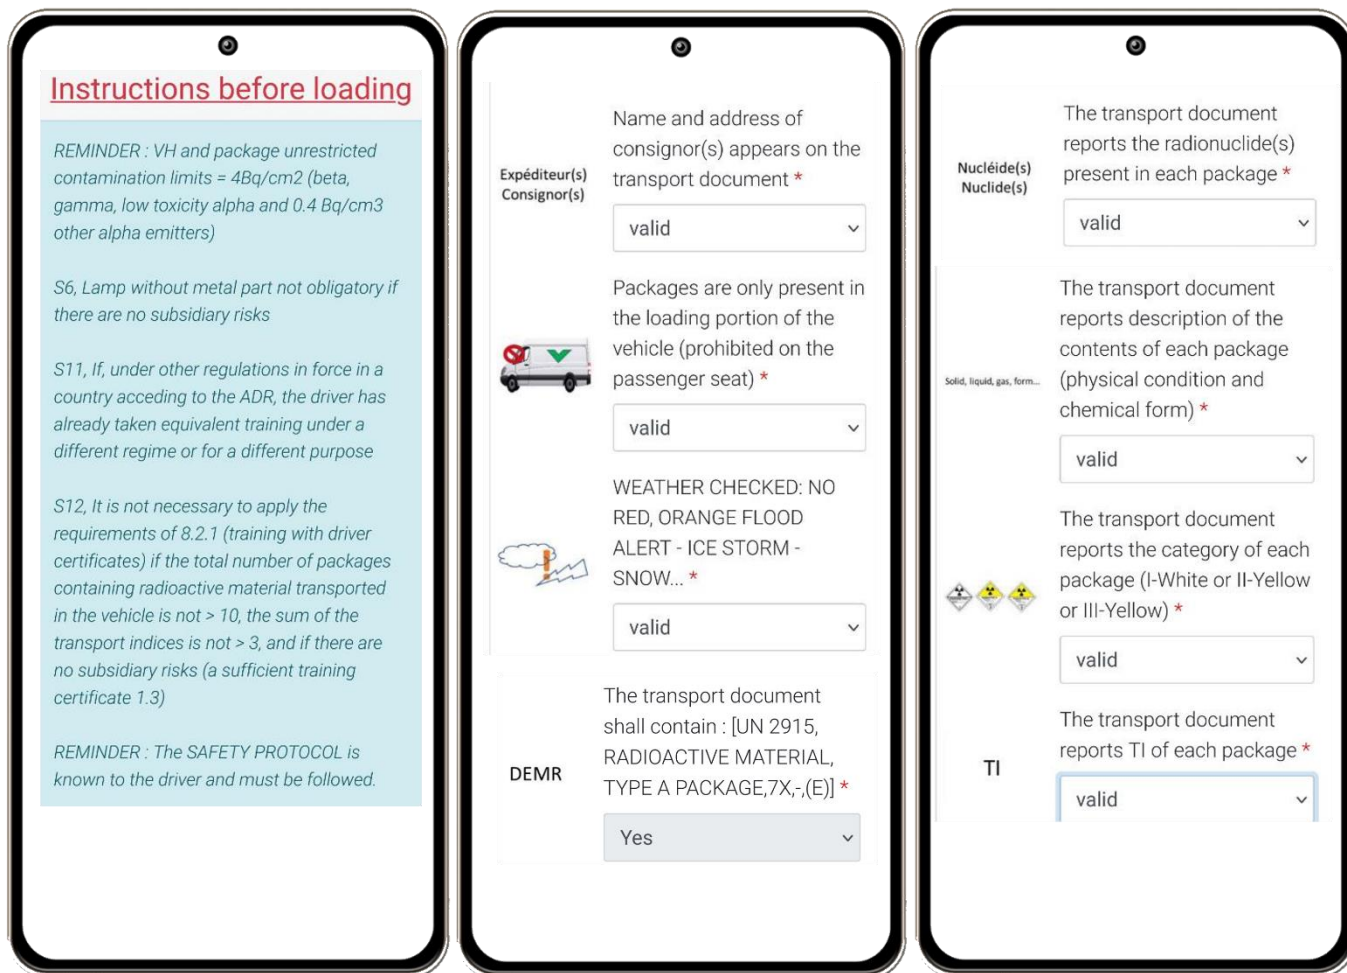 Instructions before loading
REMINDER : VH and package unrestricted
contamination limits = 4Bq/cm2 (beta,
gamma, low toxicity alpha and 0.4 Bq/cm3
other alpha emitters)
S6, Lamp without metal part not obligatory if
there are no subsidiary risks
S11, If, under other regulations in force in a
country acceding to the ADR, the driver has
already taken equivalent training under a
different regime or for a different purpose
S12, It is not necessary to apply the
requirements of 8.2.1 (training with driver
certificates) if the total number of packages
containing radioactive material transported
in the vehicle is not > 10, the sum of the
transport indices is not > 3, and if there are
no subsidiary risks (a sufficient training
certificate 1.3)
REMINDER : The SAFETY PROTOCOL is
known to the driver and must be followed.
Expéditeur(s)
Consignor(s)
Name and address of
consignor(s) appears on the
transport document *
valid
Packages are only present in
the loading portion of the
vehicle (prohibited on the
passenger seat) *
valid
WEATHER CHECKED: NO
RED, ORANGE FLOOD
ALERT - ICE STORM -
SNOW... *
valid
DEMR
The transport document
shall contain : [UN 2915,
RADIOACTIVE MATERIAL,
TYPE A PACKAGE,7X,-,(E)] *
Yes
Nucléide(s)
Nuclide(s)
The transport document
reports the radionuclide(s)
present in each package *
valid
Solid, liquid, gas, form...
The transport document
reports description of the
contents of each package
(physical condition and
chemical form) *
valid
The transport document
reports the category of each
package (I-White or II-Yellow
or III-Yellow) *
valid
TI
The transport document
reports TI of each package *
valid